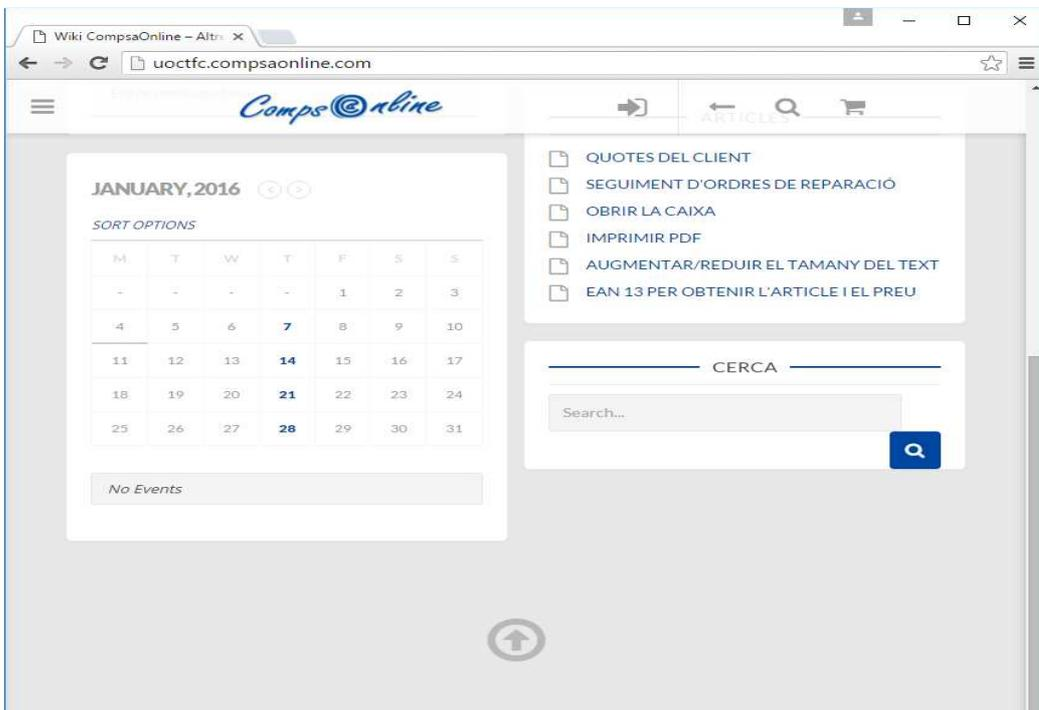 Wiki CompsaOnline – Altr
uoctfc.compsaonline.com
Comps@nline
ARTICLES
JANUARY, 2016
SORT OPTIONS
M T W T F S S
- - - - 1 2 3
4 5 6 7 8 9 10
11 12 13 14 15 16 17
18 19 20 21 22 23 24
25 26 27 28 29 30 31
No Events
QUOTES DEL CLIENT
SEGUIMENT D'ORDRES DE REPARACIÓ
OBRIR LA CAIXA
IMPRIMIR PDF
AUGMENTAR/REDUIR EL TAMANY DEL TEXT
EAN 13 PER OBTENIR L'ARTICLE I EL PREU
CERCA
Search...